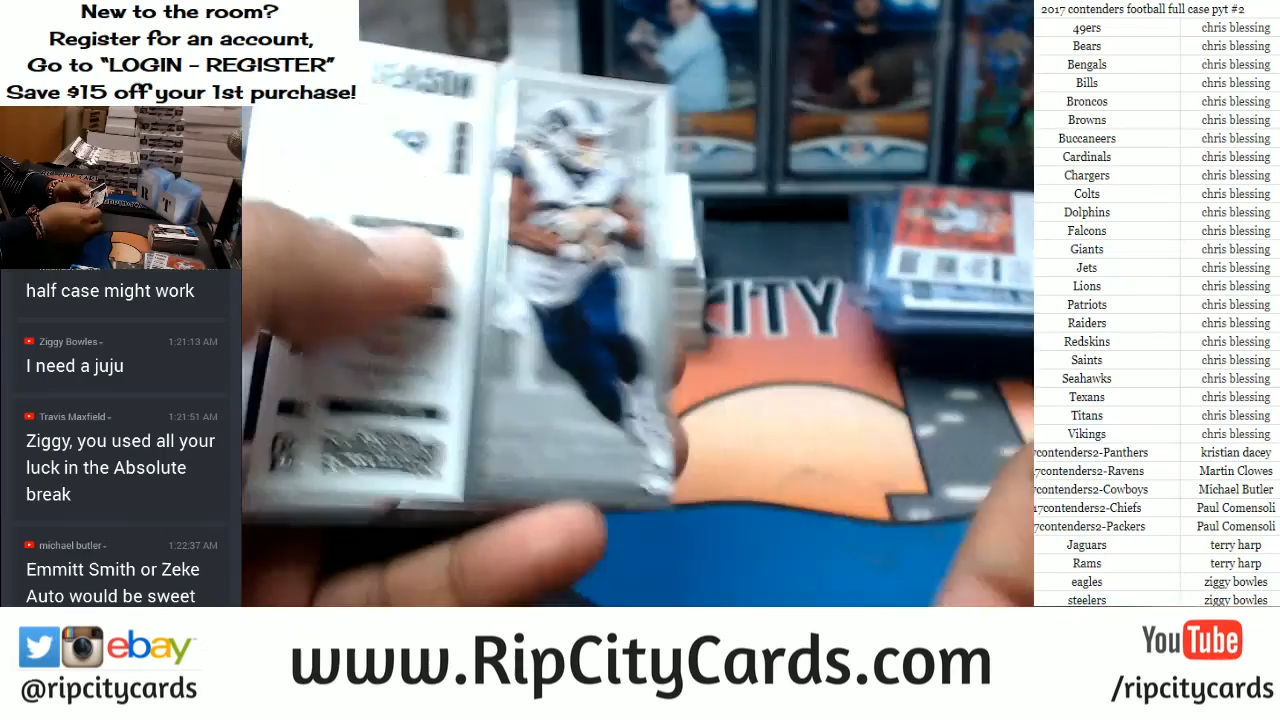 New to the room?
Register for an account,
Go to “LOGIN - REGISTER”
Save $15 off your 1st purchase!
half case might work
Ziggy Bowles
1:21:13 AM
I need a juju
Travis Maxfield
1:21:51 AM
Ziggy, you used all your
luck in the Absolute
break
michael butler
1:22:37 AM
Emmitt Smith or Zeke
Auto would be sweet
CITY
2017 contenders football full case pyt #2
49ers chris blessing
Bears chris blessing
Bengals chris blessing
Bills chris blessing
Broncos chris blessing
Browns chris blessing
Buccaneers chris blessing
Cardinals chris blessing
Chargers chris blessing
Colts chris blessing
Dolphins chris blessing
Falcons chris blessing
Giants chris blessing
Jets chris blessing
Lions chris blessing
Patriots chris blessing
Raiders chris blessing
Redskins chris blessing
Saints chris blessing
Seahawks chris blessing
Texans chris blessing
Titans chris blessing
Vikings chris blessing
7contenders2-Panthers kristian dacey
17contenders2-Ravens Martin Clowes
7contenders2-Cowboys Michael Butler
17contenders2-Chiefs Paul Comensoli
7contenders2-Packers Paul Comensoli
Jaguars terry harp
Rams terry harp
eagles ziggy bowles
steelers ziggy bowles
ebay
@ripcitycards
www.RipCityCards.com
YouTube
/ripcitycards